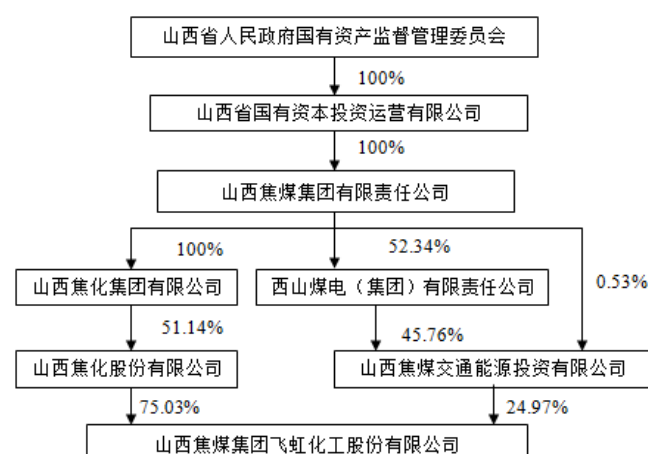 山西省人民政府国有资产监督管理委员会
100%
山西省国有资本投资运营有限公司
100%
山西焦煤集团有限责任公司
100%
52.34%
0.53%
山西焦化集团有限公司
西山煤电（集团）有限责任公司
51.14%
45.76%
山西焦化股份有限公司
山西焦煤交通能源投资有限公司
75.03%
24.97%
山西焦煤集团飞虹化工股份有限公司